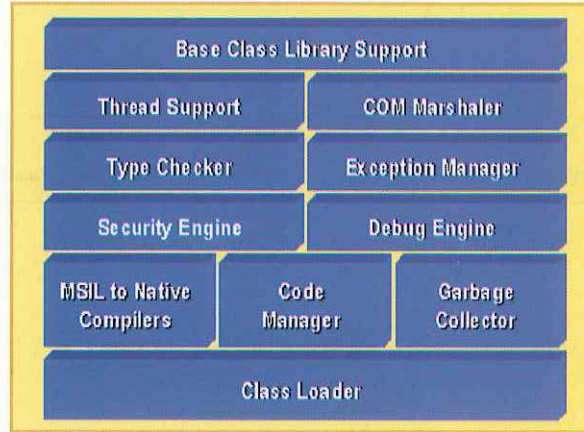 Base Class Library Support
Thread Support
COM Marshaler
Type Checker
Exception Manager
Security Engine
Debug Engine
MSIL to Native
Compilers
Code
Manager
Garbage
Collector
Class Loader